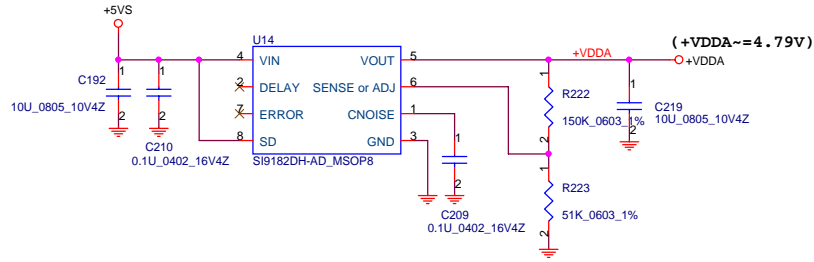 +5VS
U14
(+VDDA~=4.79V)
4 VIN VOUT 5 +VDDA +VDDA
C192 1 1 2 DELAY SENSE or ADJ 6 1 1
R222 C219
10U_0805_10V4Z 2 2 7 ERROR CNOISE 1 150K_0603_1% 10U_0805_10V4Z
C210 8 SD GND 3 1 2 2
0.1U_0402_16V4Z SI9182DH-AD_MSOP8 1
2 R223
C209 51K_0603_1%
0.1U_0402_16V4Z 2